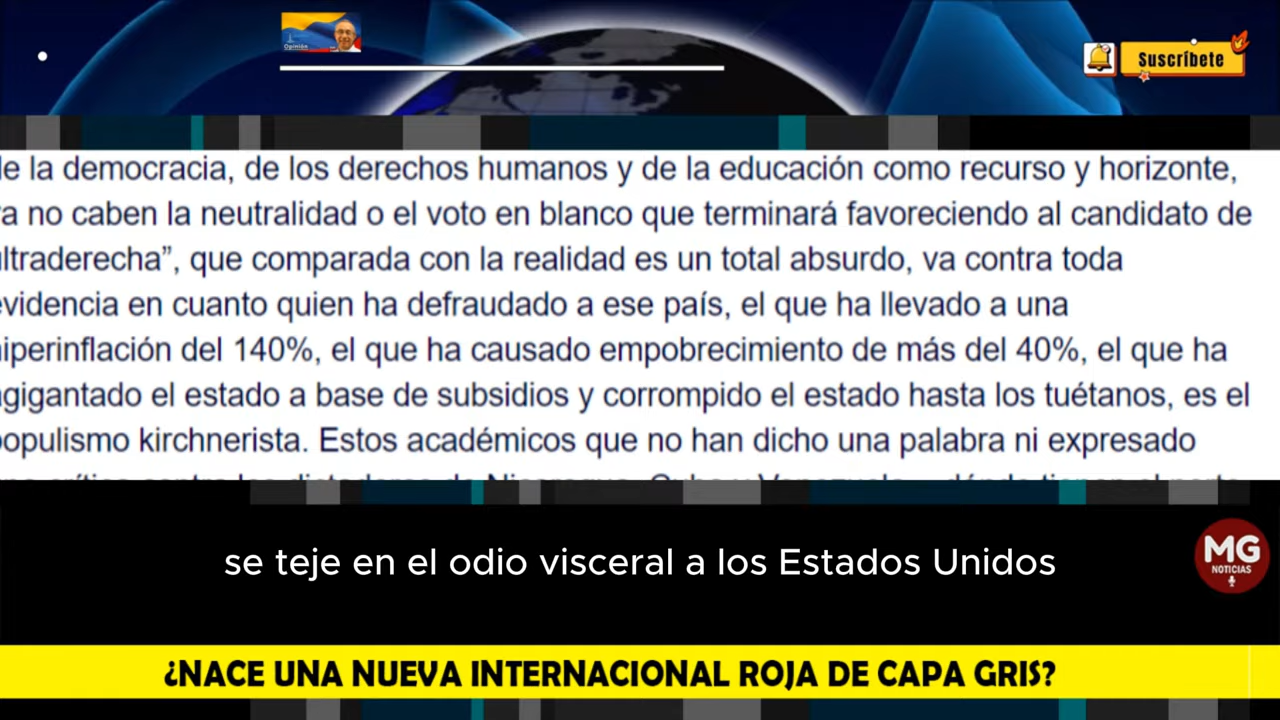 Opinión
Suscríbete
de la democracia, de los derechos humanos y de la educación como recurso y horizonte,
ya no caben la neutralidad o el voto en blanco que terminará favoreciendo al candidato de
ultraderecha”, que comparada con la realidad es un total absurdo, va contra toda
evidencia en cuanto quien ha defraudado a ese país, el que ha llevado a una
hiperinflación del 140%, el que ha causado empobrecimiento de más del 40%, el que ha
agigantado el estado a base de subsidios y corrompido el estado hasta los tuétanos, es el
populismo kirchnerista. Estos académicos que no han dicho una palabra ni expresado
se teje en el odio visceral a los Estados Unidos
MG
NOTICIAS
¿NACE UNA NUEVA INTERNACIONAL ROJA DE CAPA GRIS?